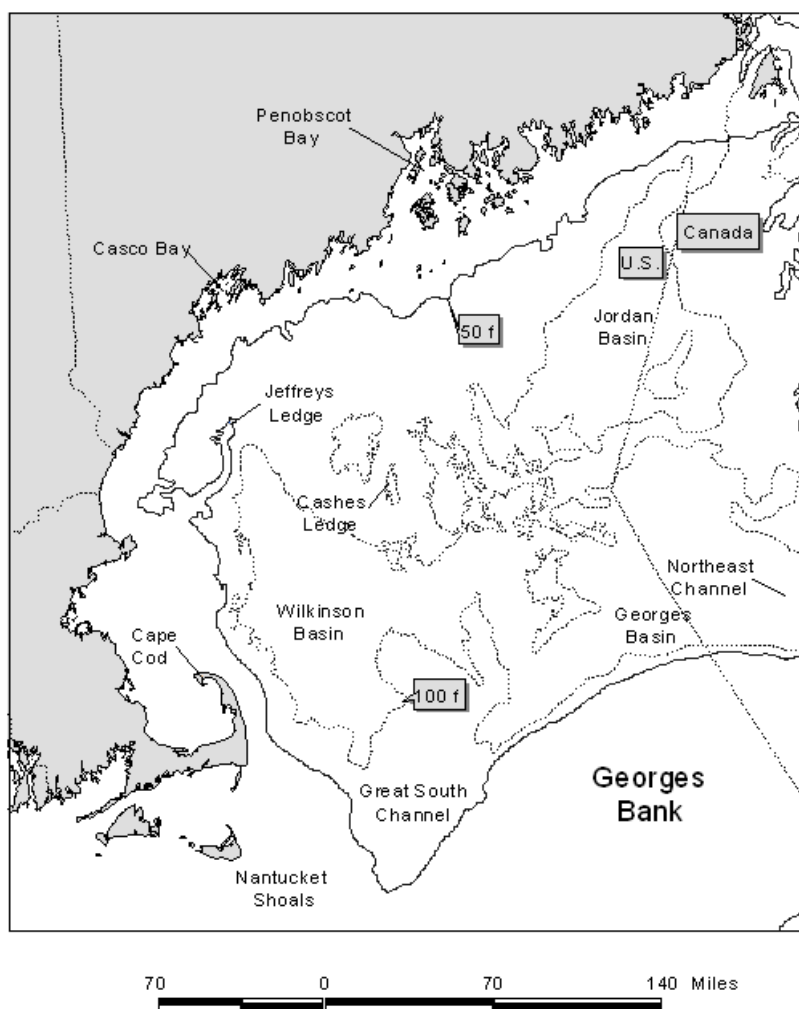 Penobscot
Bay
Casco Bay
Canada
U.S.
Jordan
Basin
50 f
Jeffreys
Ledge
Cashes
Ledge
Northeast
Channel
Wilkinson
Basin
Georges
Basin
Cape
Cod
100 f
Georges
Bank
Great South
Channel
Nantucket
Shoals
70 0 70 140 Miles